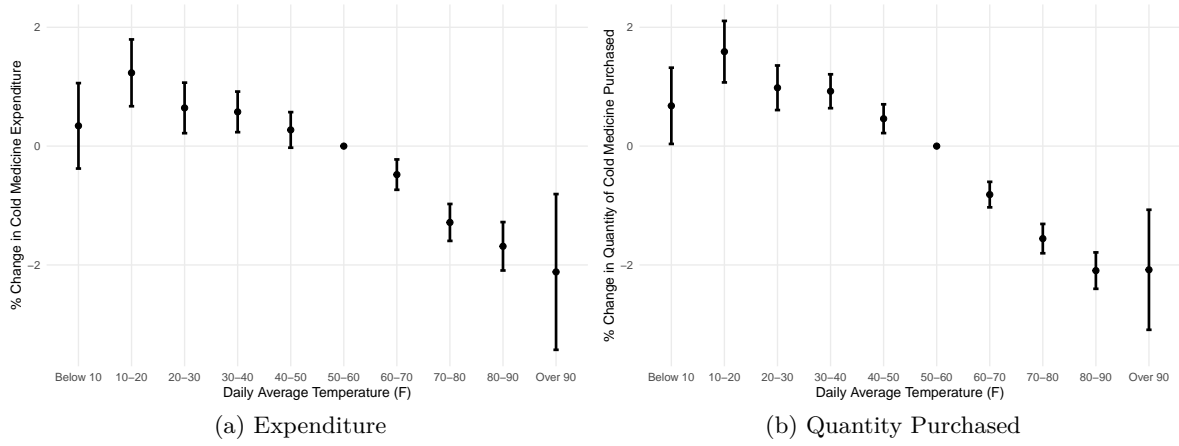 % Change in Cold Medicine Expenditure
2
0
−2
Below 10 10−20 20−30 30−40 40−50 50−60 60−70 70−80 80−90 Over 90
Daily Average Temperature (F)
(a) Expenditure
% Change in Quantity of Cold Medicine Purchased
2
0
−2
Below 10 10−20 20−30 30−40 40−50 50−60 60−70 70−80 80−90 Over 90
Daily Average Temperature (F)
(b) Quantity Purchased